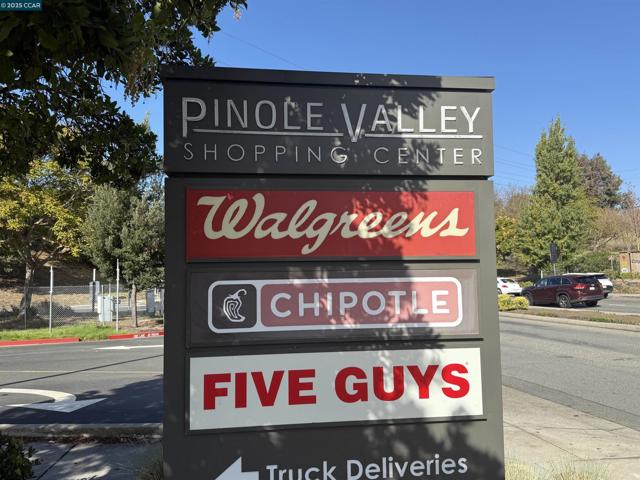 © 2025 CCAR
PINOLE VALLEY
SHOPPING CENTER
Walgreens
CHIPOTLE
FIVE GUYS
Truck Deliveries